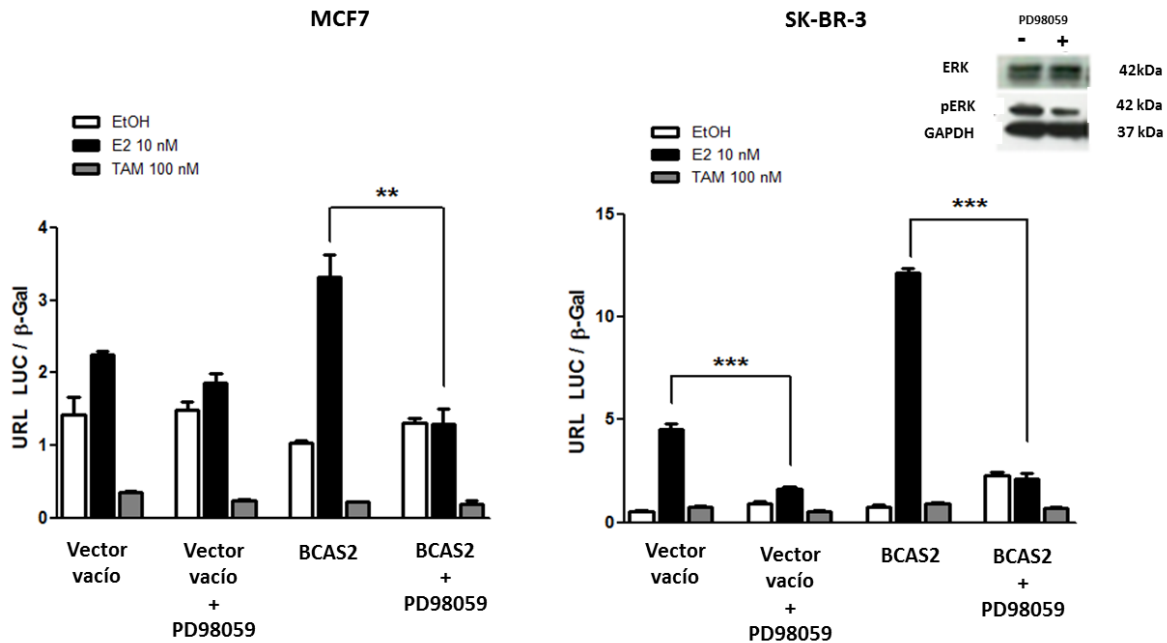 MCF7
EtOH
E2 10 nM
TAM 100 nM
**
4
3
2
1
0
URL LUC / β-Gal
Vector
vacío
Vector
vacío
+
PD98059
BCAS2
BCAS2
+
PD98059
SK-BR-3
PD98059
- +
ERK 42kDa
pERK 42 kDa
GAPDH 37 kDa
EtOH
E2 10 nM
TAM 100 nM
***
***
15
10
5
0
URL LUC / β-Gal
Vector
vacío
Vector
vacío
+
PD98059
BCAS2
BCAS2
+
PD98059